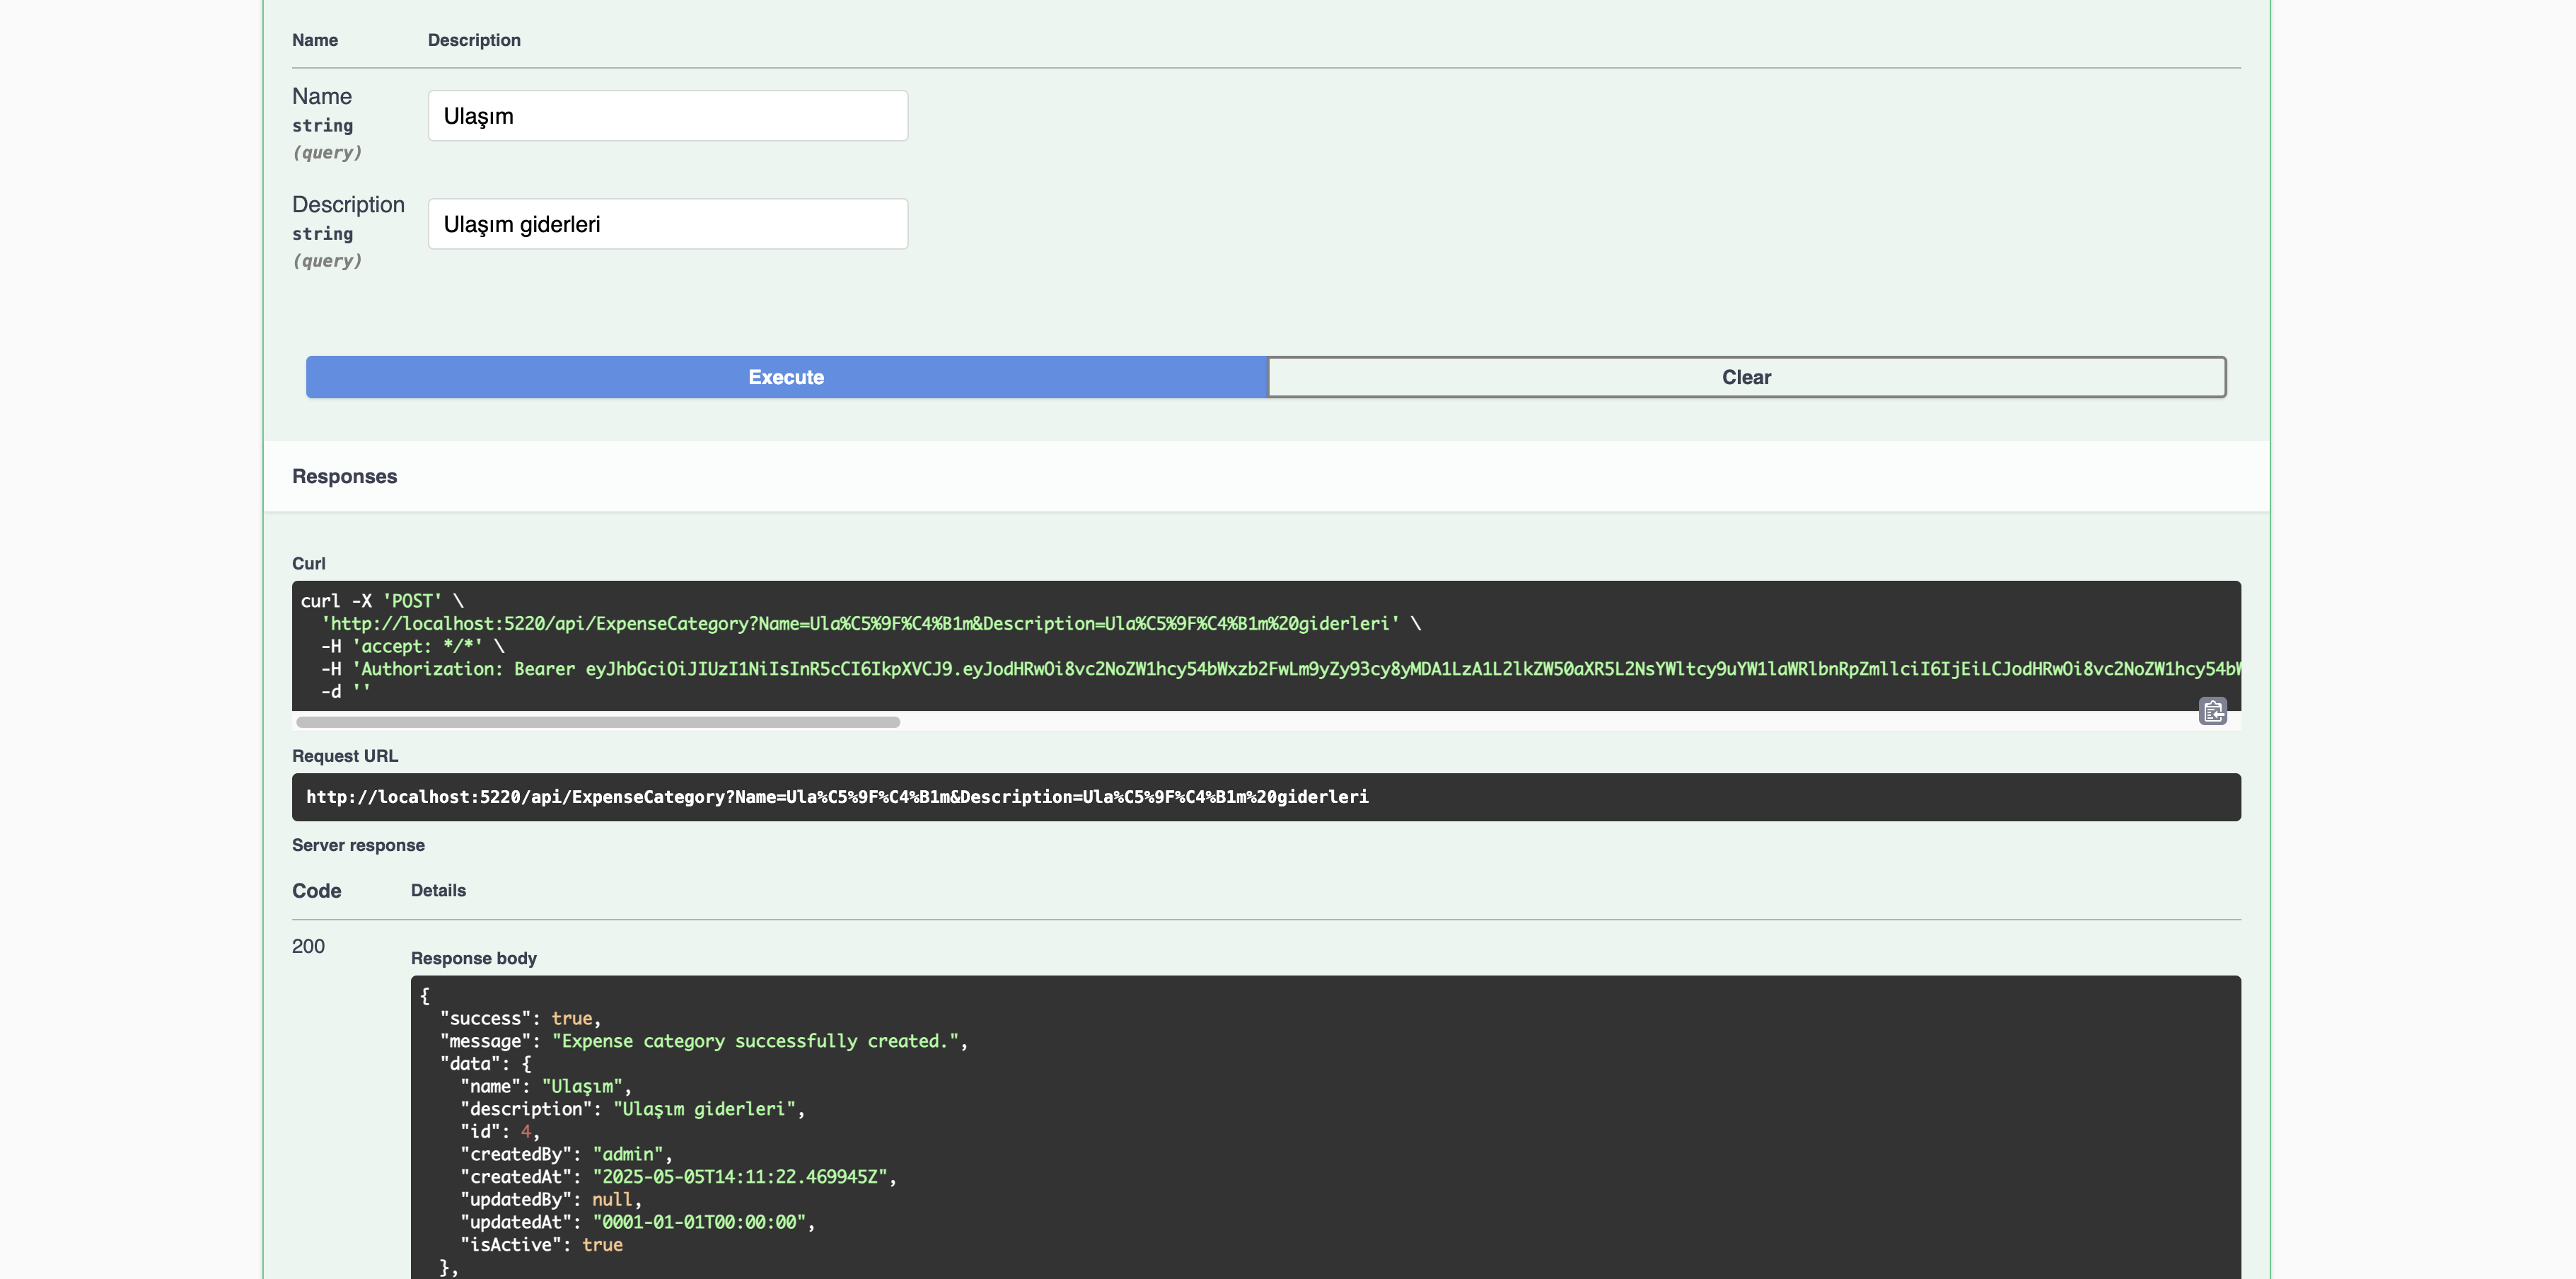 Name Description
Name
string
(query)
Ulaşım
Description
string
(query)
Ulaşım giderleri
Execute Clear
Responses
Curl
curl -X 'POST' \
'http://localhost:5220/api/ExpenseCategory?Name=Ula%C5%9F%C4%B1m&Description=Ula%C5%9F%C4%B1m%20giderleri' \
-H 'accept: */*' \
-H 'Authorization: Bearer eyJhbGciOiJIUzI1NiIsInR5cCI6IkpXVCJ9.eyJodHRwOi8vc2NoZW1hcy54bWxzb2FwLm9yZy93cy8yMDA1LzA1L2lkZW50aXR5L2NsYWltcy9uYW1laWRlbnRpZmllciI6IjEiLCJodHRwOi8vc2NoZW1hcy54bW
-d ''
Request URL
http://localhost:5220/api/ExpenseCategory?Name=Ula%C5%9F%C4%B1m&Description=Ula%C5%9F%C4%B1m%20giderleri
Server response
Code Details
200
Response body
{
"success": true,
"message": "Expense category successfully created.",
"data": {
"name": "Ulaşım",
"description": "Ulaşım giderleri",
"id": 4,
"createdBy": "admin",
"createdAt": "2025-05-05T14:11:22.469945Z",
"updatedBy": null,
"updatedAt": "0001-01-01T00:00:00",
"isActive": true
},